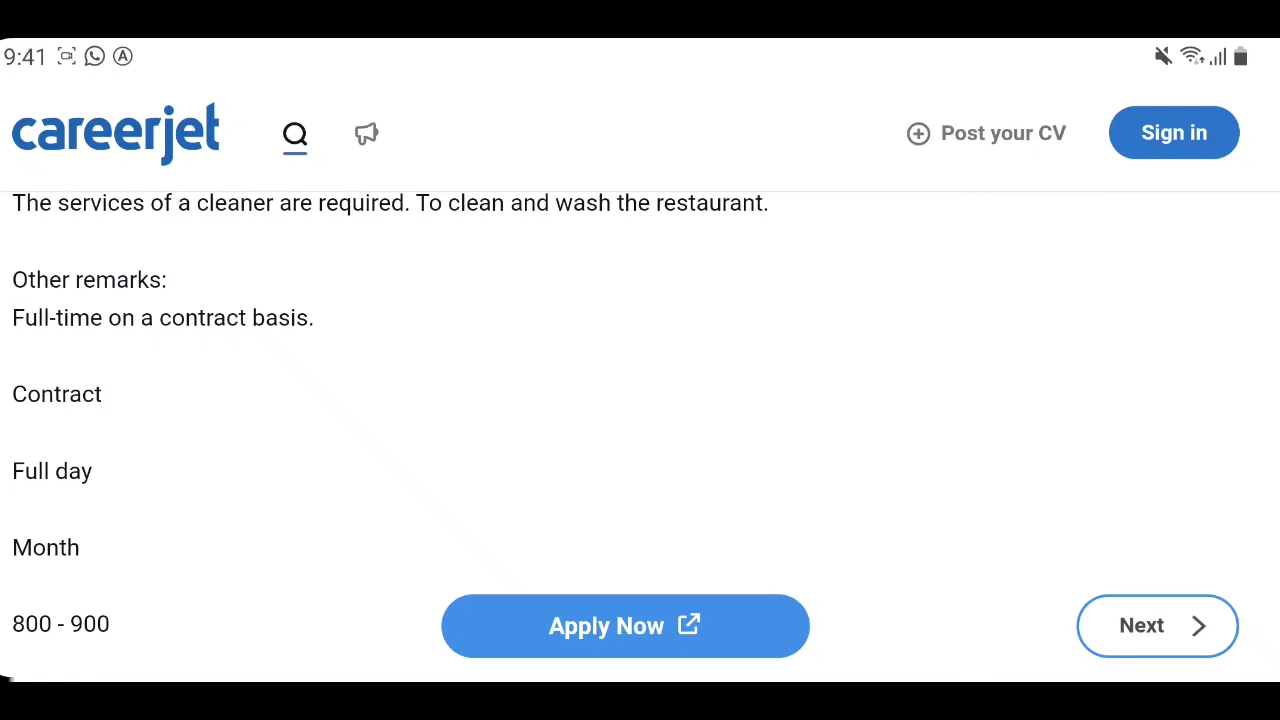 9:41
careerjet
Post your CV
Sign in
The services of a cleaner are required. To clean and wash the restaurant.
Other remarks:
Full-time on a contract basis.
Contract
Full day
Month
800 - 900
Apply Now
Next